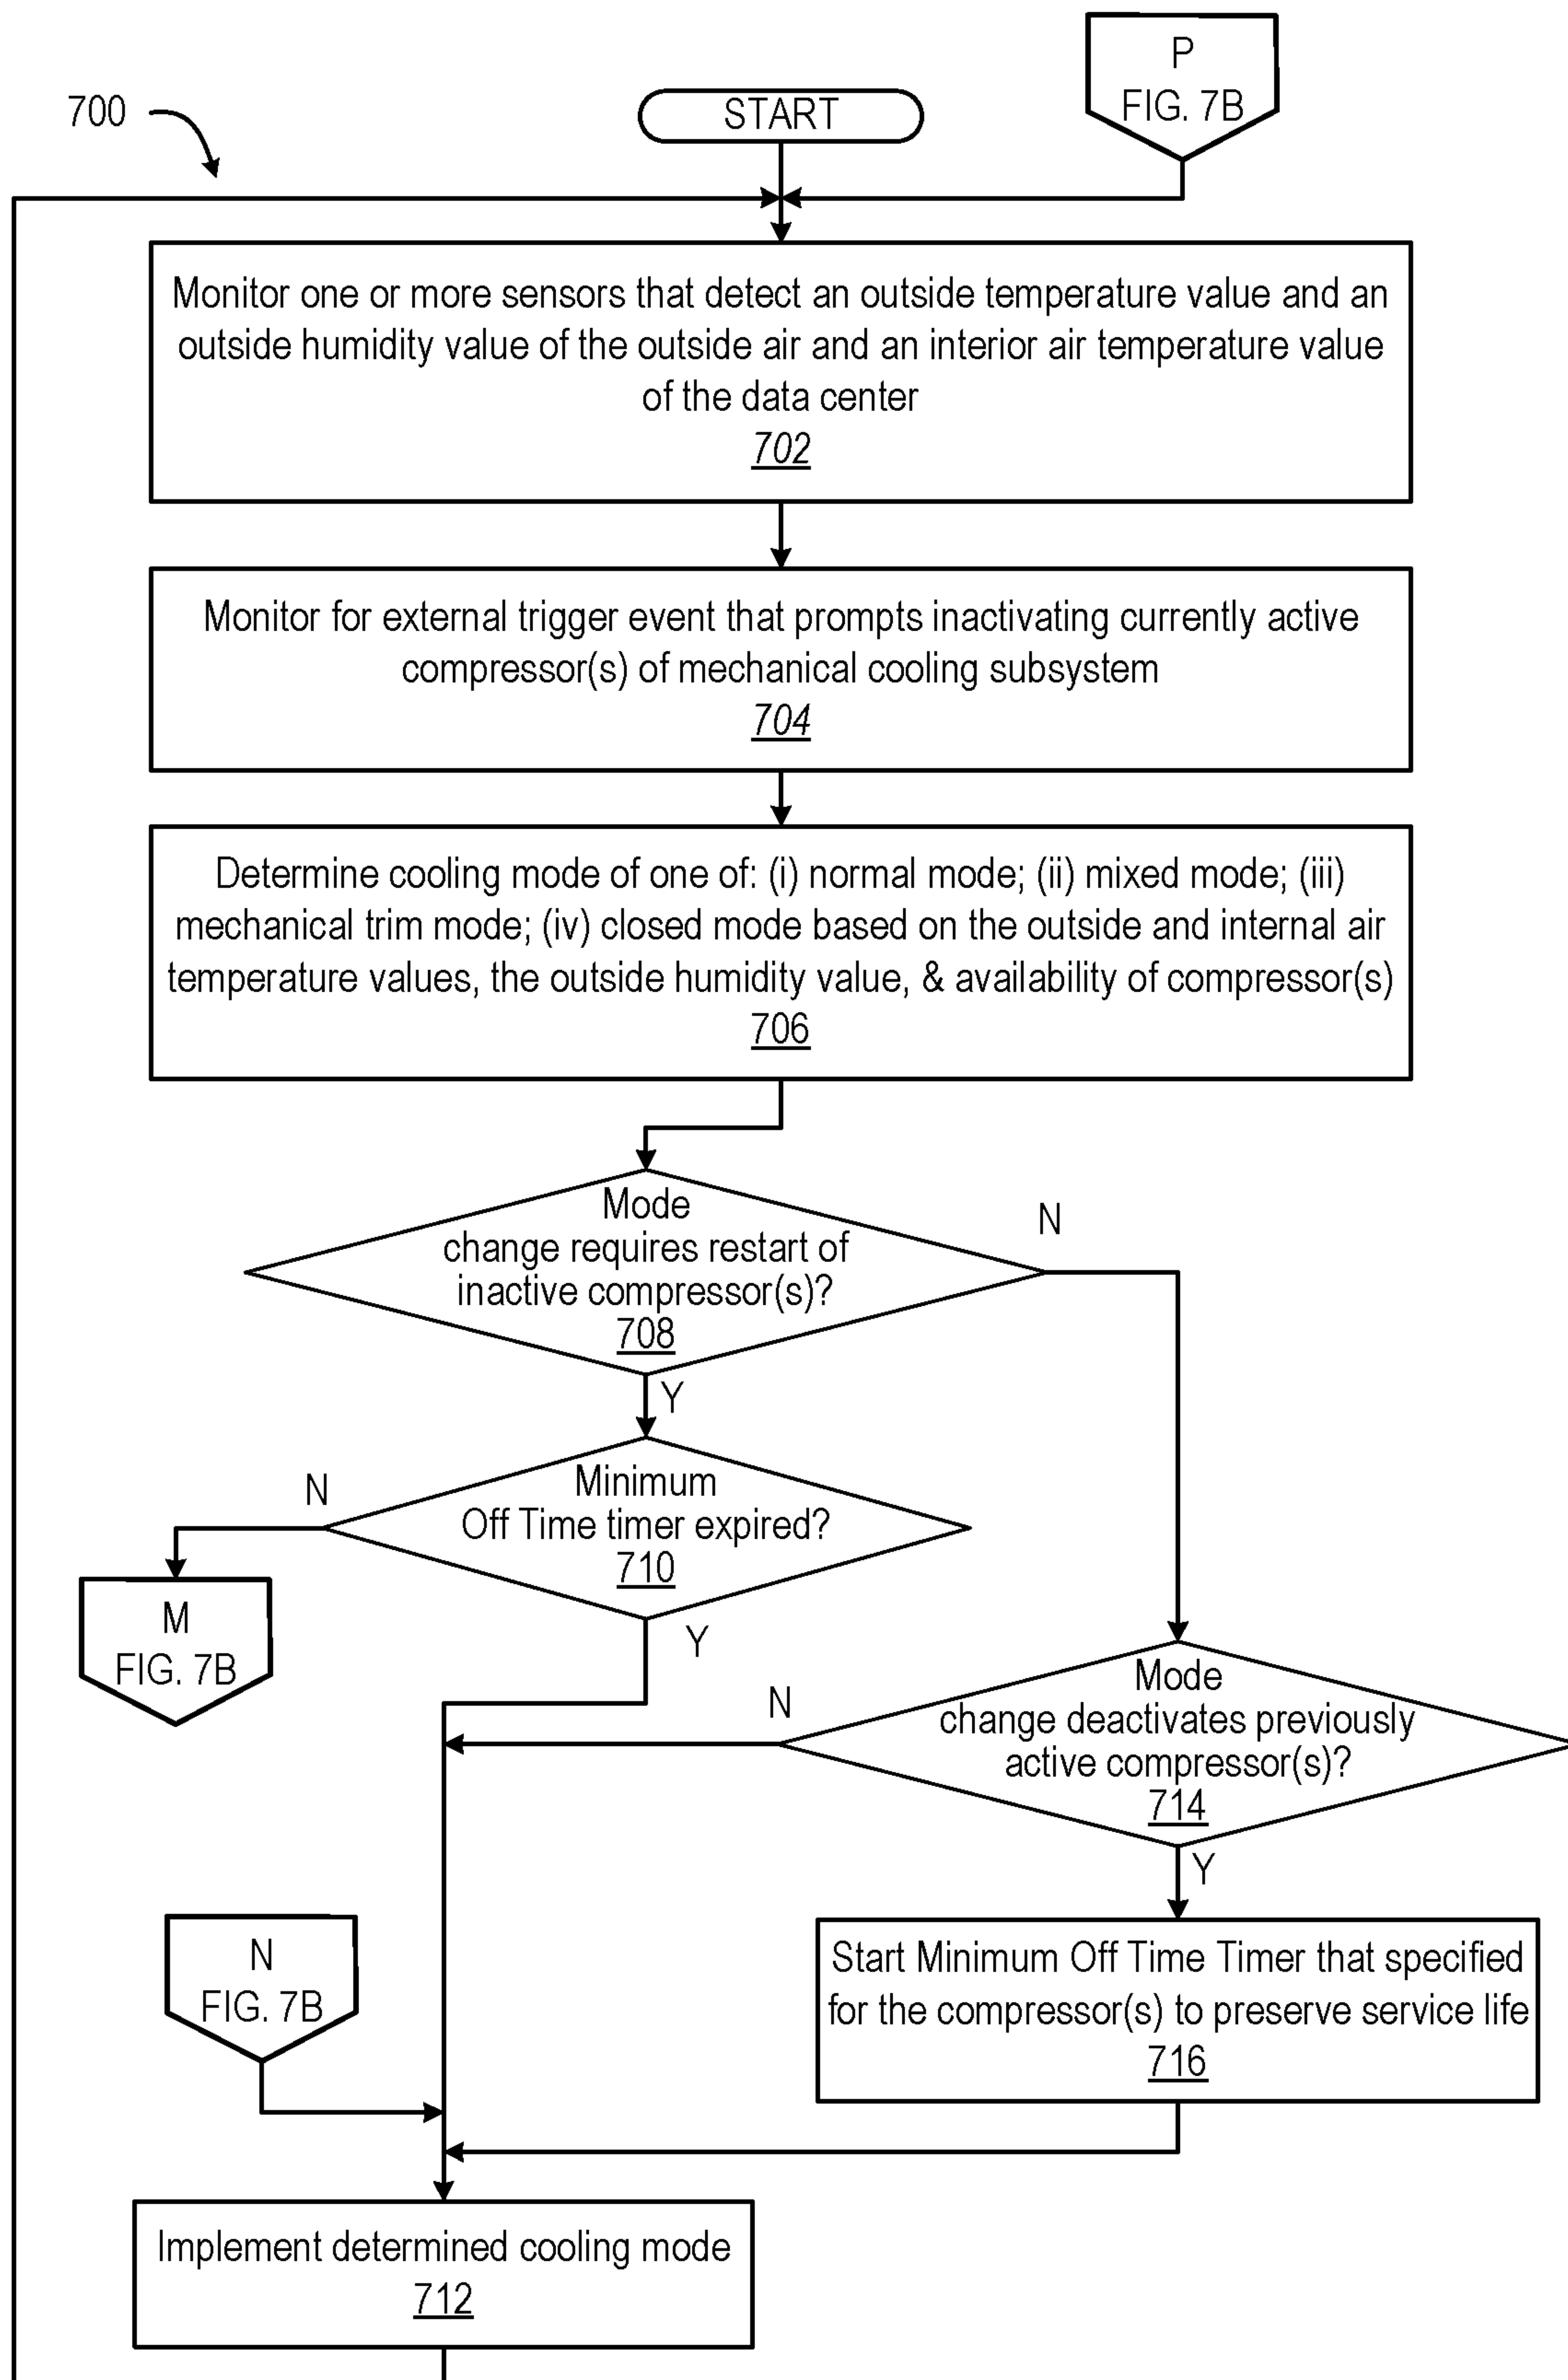 700
START
P
FIG. 7B
Monitor one or more sensors that detect an outside temperature value and an
outside humidity value of the outside air and an interior air temperature value
of the data center
702
Monitor for external trigger event that prompts inactivating currently active
compressor(s) of mechanical cooling subsystem
704
Determine cooling mode of one of: (i) normal mode; (ii) mixed mode; (iii)
mechanical trim mode; (iv) closed mode based on the outside and internal air
temperature values, the outside humidity value, & availability of compressor(s)
706
Mode
change requires restart of
inactive compressor(s)?
708
N
Y
Minimum
Off Time timer expired?
710
N
Y
M
FIG. 7B
Mode
change deactivates previously
active compressor(s)?
714
N
Y
Start Minimum Off Time Timer that specified
for the compressor(s) to preserve service life
716
N
FIG. 7B
Implement determined cooling mode
712